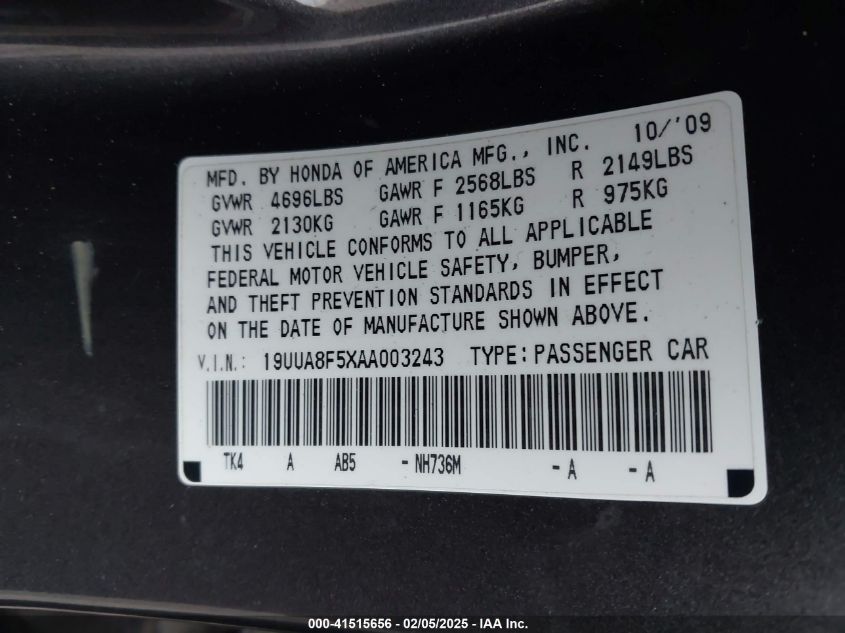 MFD. BY HONDA OF AMERICA MFG., INC. 10/'09
GVWR 4696LBS GAWR F 2568LBS R 2149LBS
GVWR 2130KG GAWR F 1165KG R 975KG
THIS VEHICLE CONFORMS TO ALL APPLICABLE
FEDERAL MOTOR VEHICLE SAFETY, BUMPER,
AND THEFT PREVENTION STANDARDS IN EFFECT
ON THE DATE OF MANUFACTURE SHOWN ABOVE.
V.I.N.: 19UUA8F5XAA003243 TYPE: PASSENGER CAR
TK4 A AB5 -NH736M -A -A
000-41515656 - 02/05/2025 - IAA Inc.